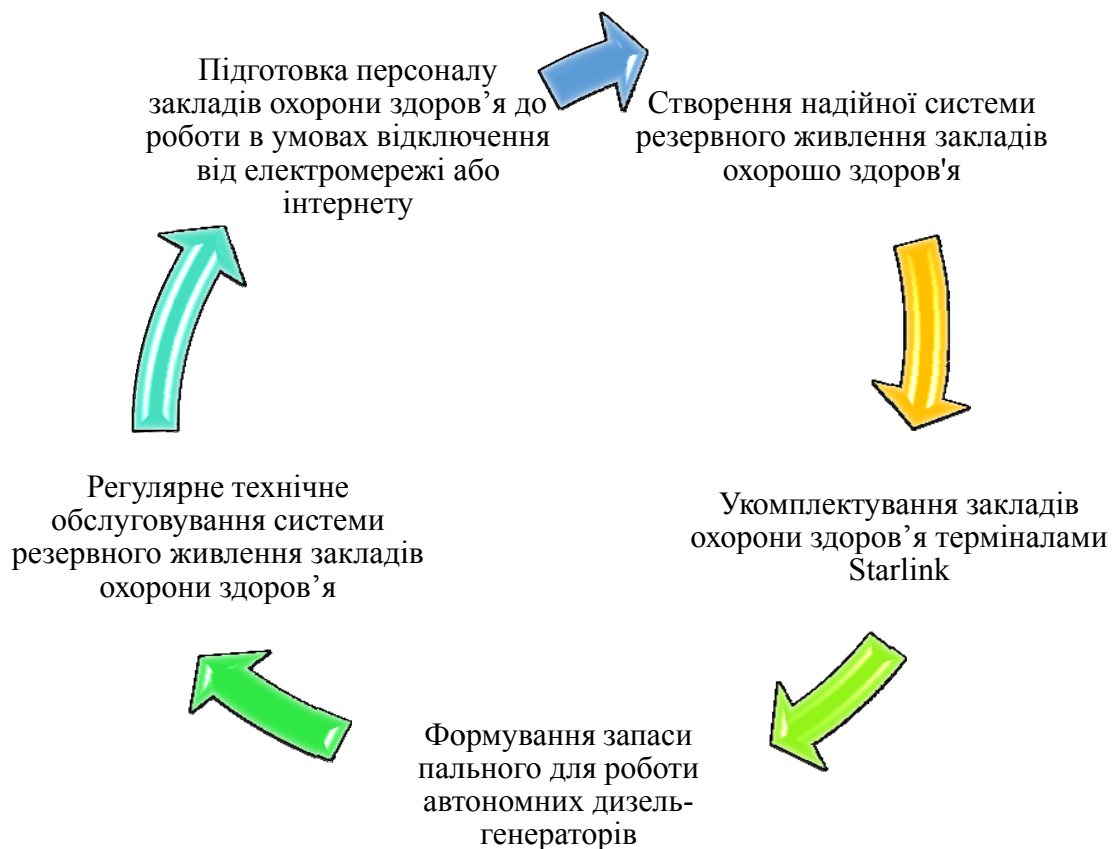 Підготовка персоналу
закладів охорони здоров’я до
роботи в умовах відключення
від електромережі або
інтернету
Створення надійної системи
резервного живлення закладів
охорошо здоров'я
Укомплектування закладів
охорони здоров’я терміналами
Starlink
Формування запаси
пального для роботи
автономних дизель-
генераторів
Регулярне технічне
обслуговування системи
резервного живлення закладів
охорони здоров’я